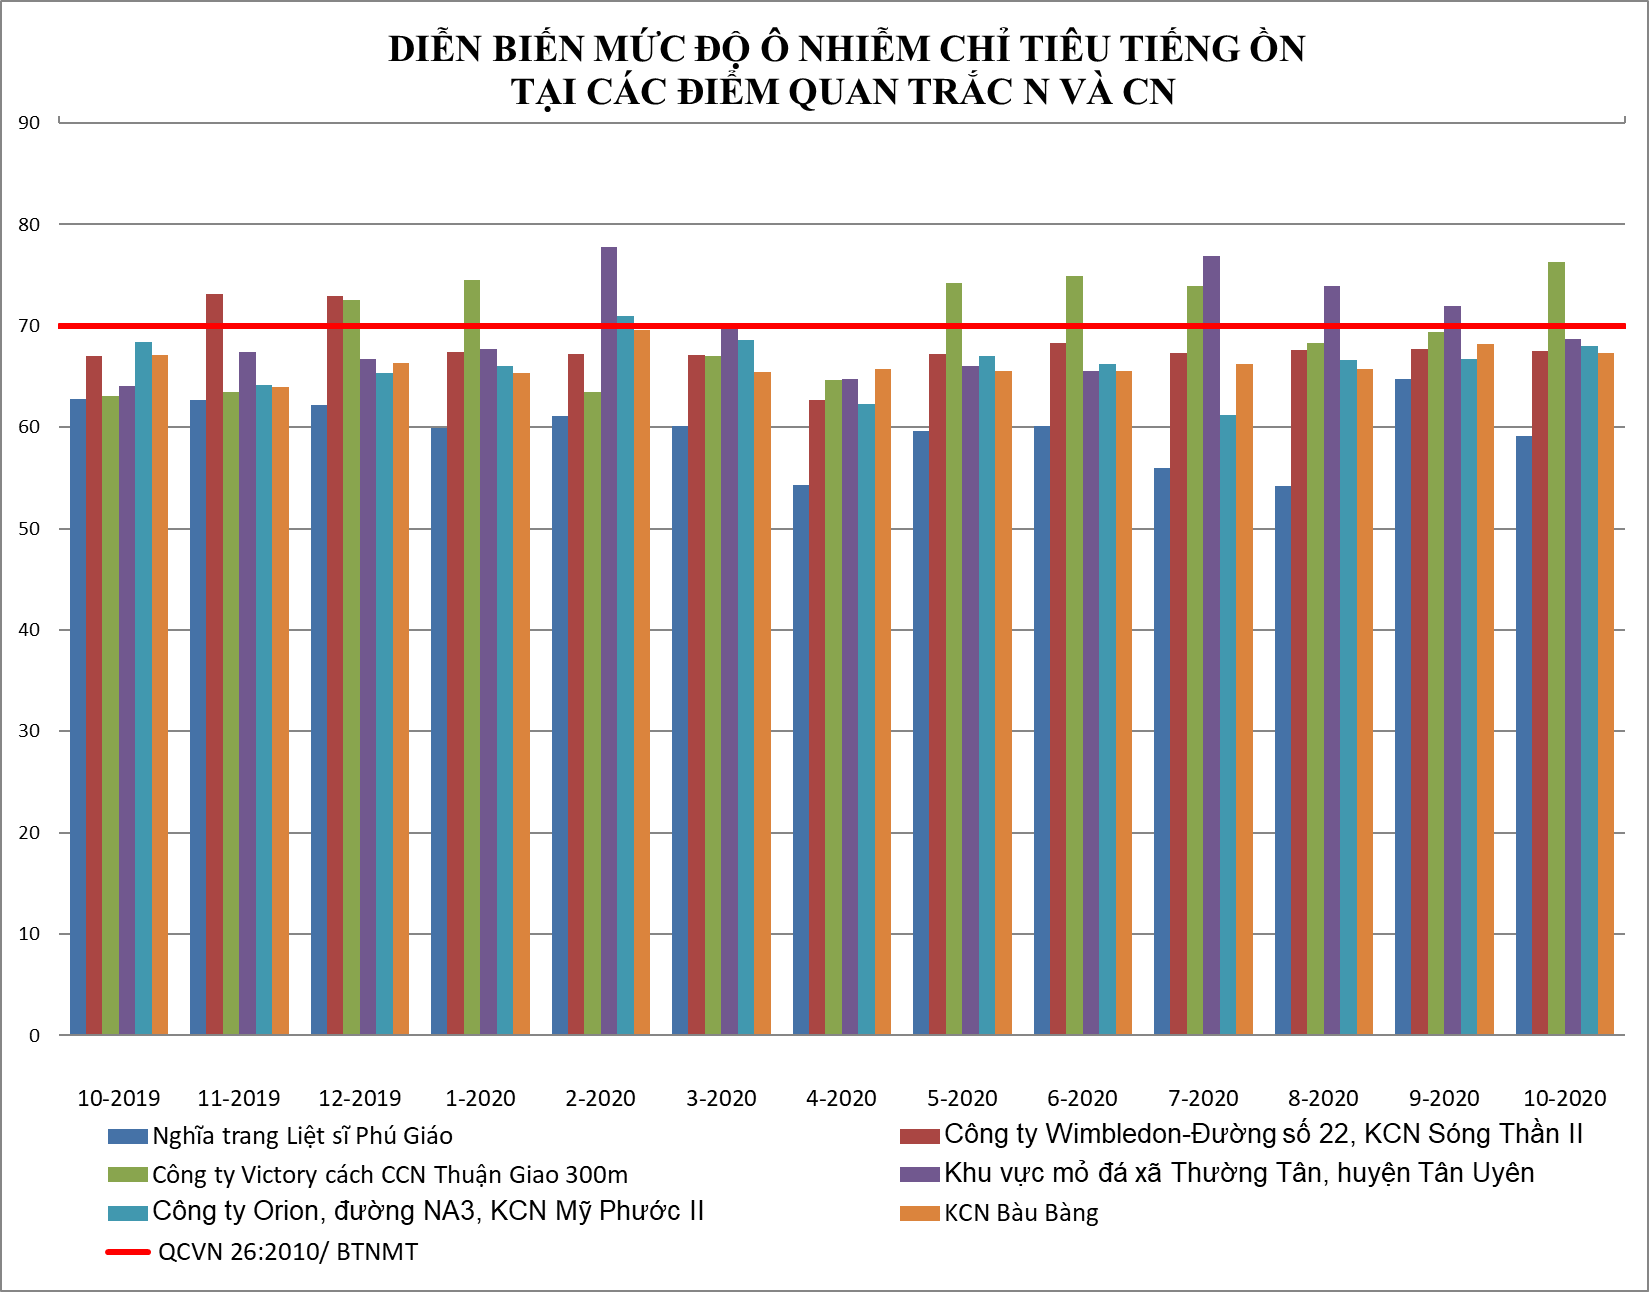 DIỄN BIẾN MỨC ĐỘ Ô NHIỄM CHỈ TIÊU TIẾNG ỒN
TẠI CÁC ĐIỂM QUAN TRẮC N VÀ CN
90
80
70
60
50
40
30
20
10
0
10-2019 11-2019 12-2019 1-2020 2-2020 3-2020 4-2020 5-2020 6-2020 7-2020 8-2020 9-2020 10-2020
Nghĩa trang Liệt sĩ Phú Giáo
Công ty Wimbledon-Đường số 22, KCN Sóng Thần II
Công ty Victory cách CCN Thuận Giao 300m
Khu vực mỏ đá xã Thường Tân, huyện Tân Uyên
Công ty Orion, đường NA3, KCN Mỹ Phước II
KCN Bàu Bàng
QCVN 26:2010/ BTNMT